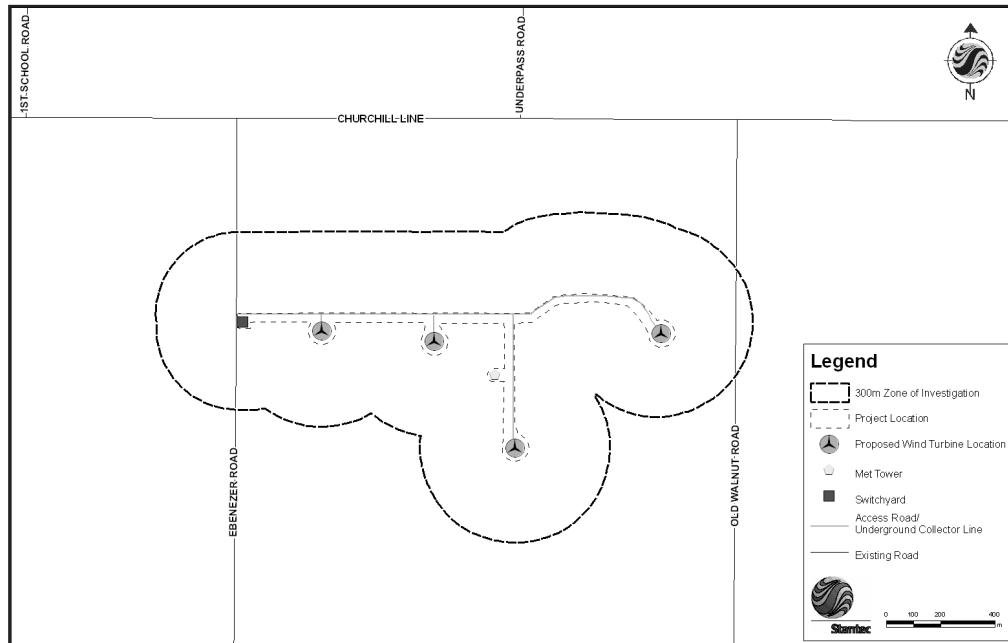 1ST SCHOOL ROAD
UNDERPASS ROAD
N
CHURCHILL LINE
EBENEZER ROAD
OLD WALNUT ROAD
Legend
300m Zone of Investigation
Project Location
Proposed Wind Turbine Location
Met Tower
Switchyard
Access Road/
Underground Collector Line
Existing Road
Stantec
0 100 200 400
m